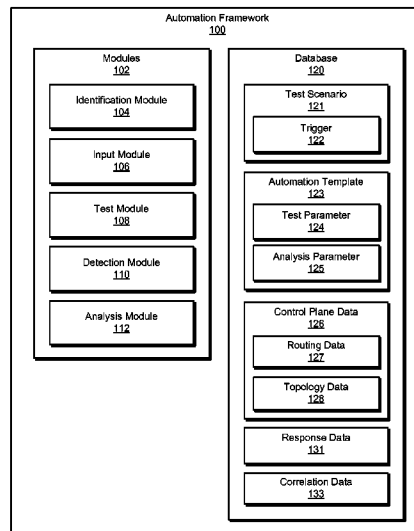 Automation Framework
100
Modules
102
Identification Module
104
Input Module
106
Test Module
108
Detection Module
110
Analysis Module
112
Database
120
Test Scenario
121
Trigger
122
Automation Template
123
Test Parameter
124
Analysis Parameter
125
Control Plane Data
126
Routing Data
127
Topology Data
128
Response Data
131
Correlation Data
133